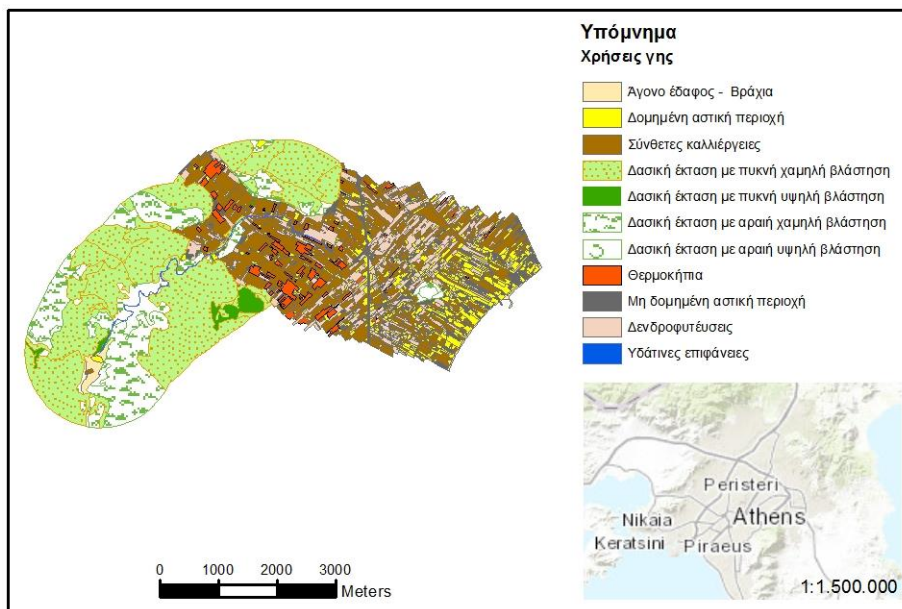 Υπόμνημα
Χρήσεις γης
Άγονο έδαφος - Βράχια
Δομημένη αστική περιοχή
Σύνθετες καλλιέργειες
Δασική έκταση με πυκνή χαμηλή βλάστηση
Δασική έκταση με πυκνή υψηλή βλάστηση
Δασική έκταση με αραιή χαμηλή βλάστηση
Δασική έκταση με αραιή υψηλή βλάστηση
Θερμοκήπια
Μη δομημένη αστική περιοχή
Δενδροφυτέυσεις
Υδάτινες επιφάνειες
Peristeri
Nikaia
Athens
Keratsini
Piraeus
1:1.500.000
0 1000 2000 3000
Meters